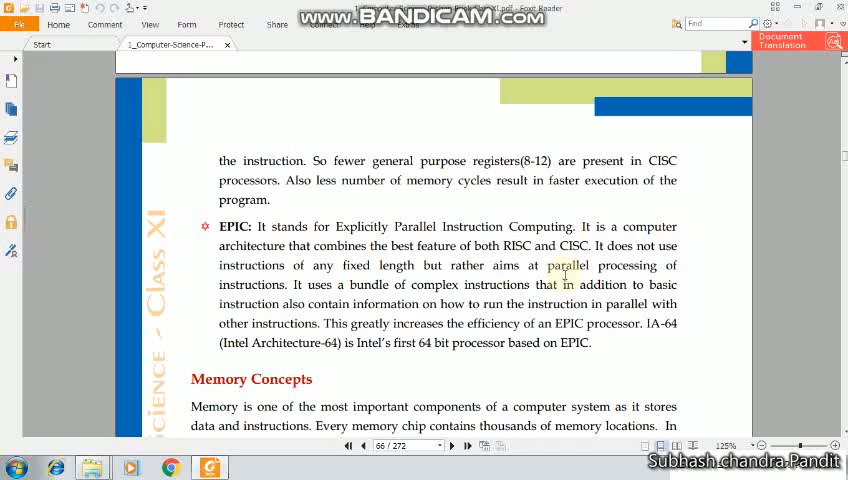 www.BANDICAM.com
.pdf - Foxit Reader
File Home Comment View Form Protect Share Connect Extras
Find
Start
1_Computer-Science-P...
Document
Translation
the instruction. So fewer general purpose registers(8-12) are present in CISC
processors. Also less number of memory cycles result in faster execution of the
program.
EPIC: It stands for Explicitly Parallel Instruction Computing. It is a computer
architecture that combines the best feature of both RISC and CISC. It does not use
instructions of any fixed length but rather aims at parallel processing of
instructions. It uses a bundle of complex instructions that in addition to basic
instruction also contain information on how to run the instruction in parallel with
other instructions. This greatly increases the efficiency of an EPIC processor. IA-64
(Intel Architecture-64) is Intel's first 64 bit processor based on EPIC.
Memory Concepts
Memory is one of the most important components of a computer system as it stores
data and instructions. Every memory chip contains thousands of memory locations. In
Science - Class XI
66 / 272
125%
Subhash chandra Pandit